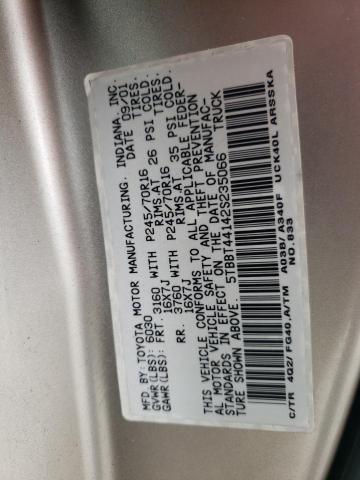 MFD BY: TOYOTA MOTOR MANUFACTURING, INDIANA, INC.
DATE 09/01
GVWR(LBS): 6030
GAWR(LBS): FRT. 3160 WITH P245/70R16 TIRES,
16X7J RIMS,AT 26 PSI COLD.
RR. 3760 WITH P245/70R16 TIRES,
16X7J RIMS,AT 35 PSI COLD.
THIS VEHICLE CONFORMS TO ALL APPLICABLE FEDER-
AL MOTOR VEHICLE SAFETY AND THEFT PREVENTION
STANDARDS IN EFFECT ON THE DATE OF MANUFAC-
TURE SHOWN ABOVE. 5TBBT44142S235066 TRUCK
C/TR 4Q2/ FG40,A/TM A03B/ A340F UCK40L ARSSKA
NO.833